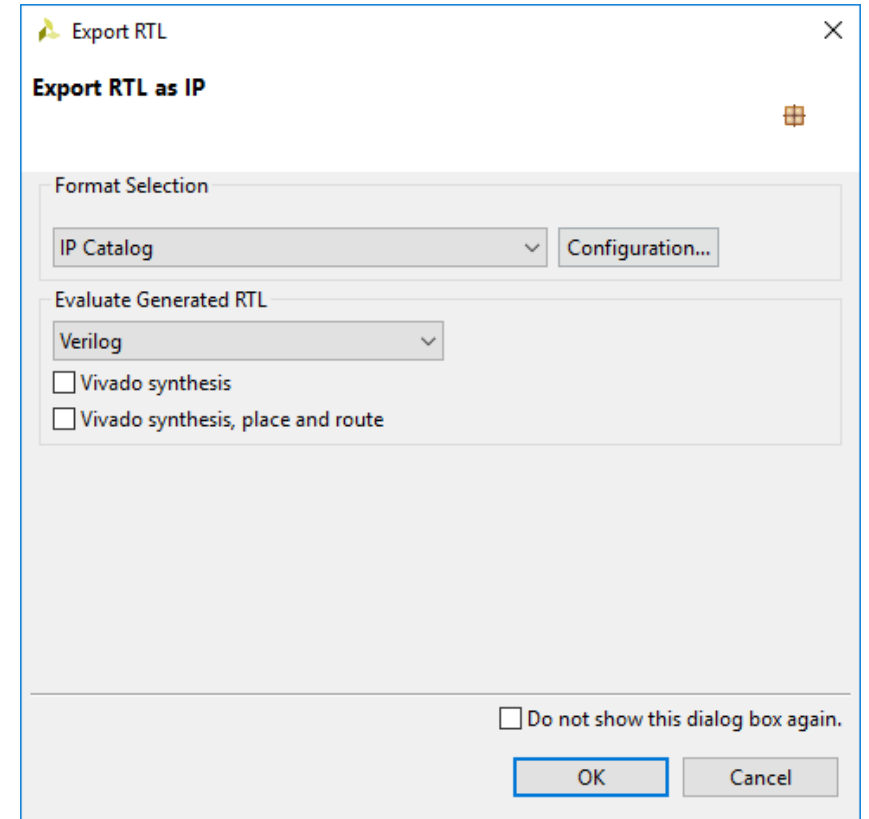 Export RTL
Export RTL as IP
Format Selection
IP Catalog
Configuration...
Evaluate Generated RTL
Verilog
Vivado synthesis
Vivado synthesis, place and route
Do not show this dialog box again.
OK
Cancel